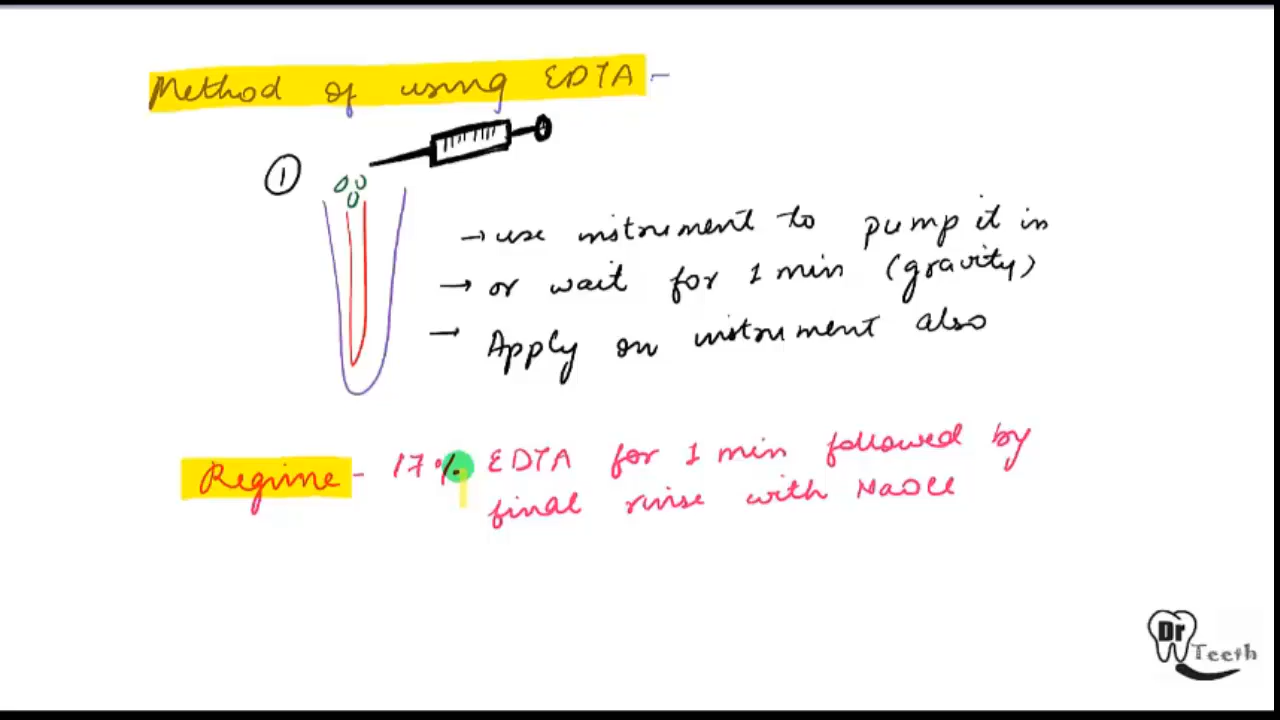 Method of using EDTA -
1
→ use instrument to pump it in
→ or wait for 1 min (gravity)
→ Apply on instrument also
Regime - 17% EDTA for 1 min followed by
final rinse with NaOCl
Dr
Teeth